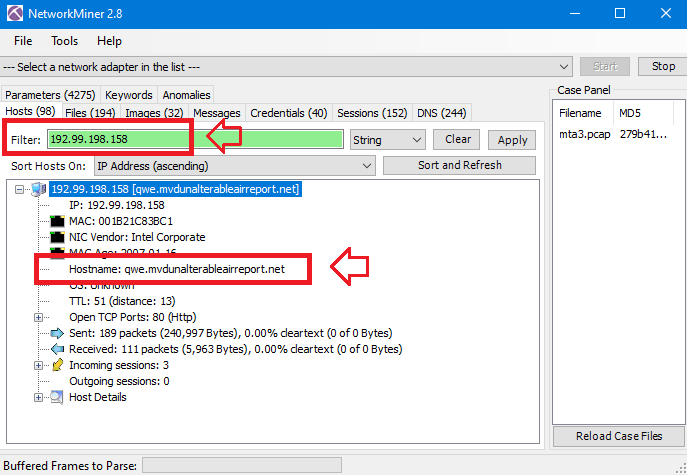 NetworkMiner 2.8
File Tools Help
--- Select a network adapter in the list ---
Start Stop
Parameters (4275) Keywords Anomalies
Hosts (98) Files (194) Images (32) Messages Credentials (40) Sessions (152) DNS (244)
Filter: 192.99.198.158 String Clear Apply
Sort Hosts On: IP Address (ascending) Sort and Refresh
192.99.198.158 [qwe.mvdunalterableairreport.net]
IP: 192.99.198.158
MAC: 001B21C83BC1
NIC Vendor: Intel Corporate
MAC Age: 2007-01-16
Hostname: qwe.mvdunalterableairreport.net
OS: Unknown
TTL: 51 (distance: 13)
Open TCP Ports: 80 (Http)
Sent: 189 packets (240,997 Bytes), 0.00% cleartext (0 of 0 Bytes)
Received: 111 packets (5,963 Bytes), 0.00% cleartext (0 of 0 Bytes)
Incoming sessions: 3
Outgoing sessions: 0
Host Details
Case Panel
Filename MD5
mta3.pcap 279b41...
Reload Case Files
Buffered Frames to Parse: